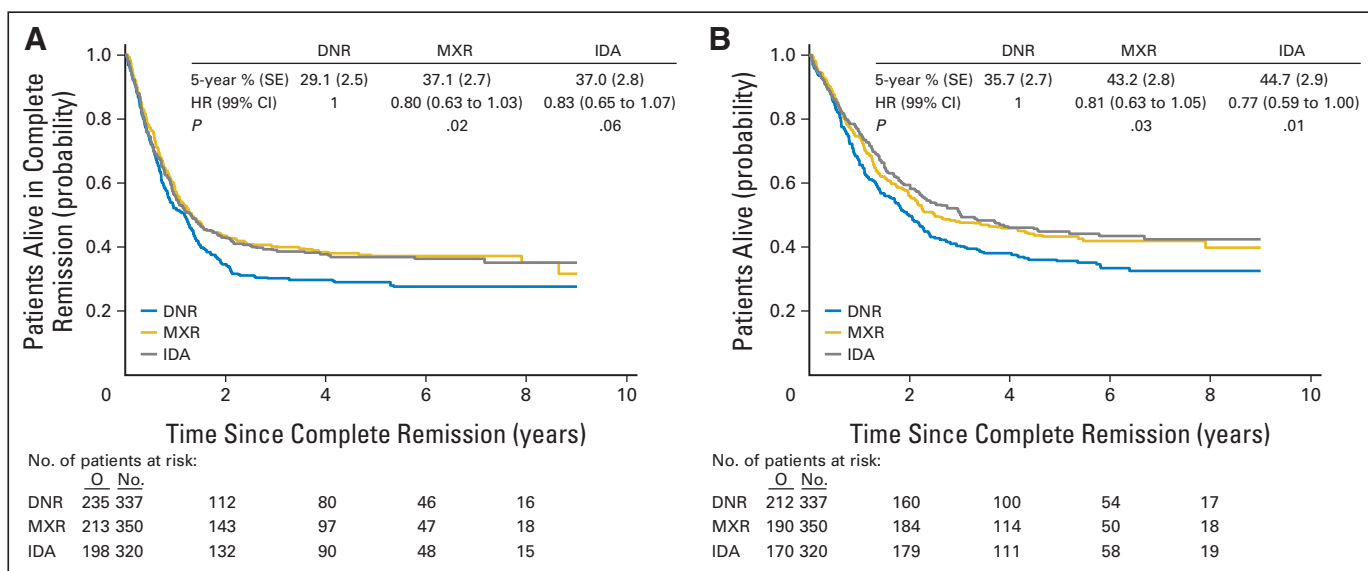 A
DNR MXR IDA
5-year % (SE) 29.1 (2.5) 37.1 (2.7) 37.0 (2.8)
HR (99% CI) 1 0.80 (0.63 to 1.03) 0.83 (0.65 to 1.07)
P .02 .06
Patients Alive in Complete
Remission (probability)
1.0
0.8
0.6
0.4
0.2
DNR
MXR
IDA
0 2 4 6 8 10
Time Since Complete Remission (years)
No. of patients at risk:
O No.
DNR 235 337 112 80 46 16
MXR 213 350 143 97 47 18
IDA 198 320 132 90 48 15
B
DNR MXR IDA
5-year % (SE) 35.7 (2.7) 43.2 (2.8) 44.7 (2.9)
HR (99% CI) 1 0.81 (0.63 to 1.05) 0.77 (0.59 to 1.00)
P .03 .01
Patients Alive (probability)
1.0
0.8
0.6
0.4
0.2
DNR
MXR
IDA
0 2 4 6 8 10
Time Since Complete Remission (years)
No. of patients at risk:
O No.
DNR 212 337 160 100 54 17
MXR 190 350 184 114 50 18
IDA 170 320 179 111 58 19